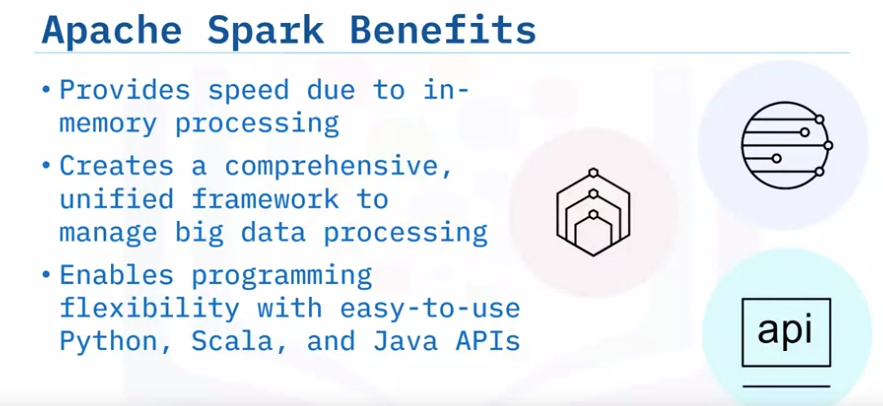 Apache Spark Benefits
• Provides speed due to in-
memory processing
• Creates a comprehensive,
unified framework to
manage big data processing
• Enables programming
flexibility with easy-to-use
Python, Scala, and Java APIs
api